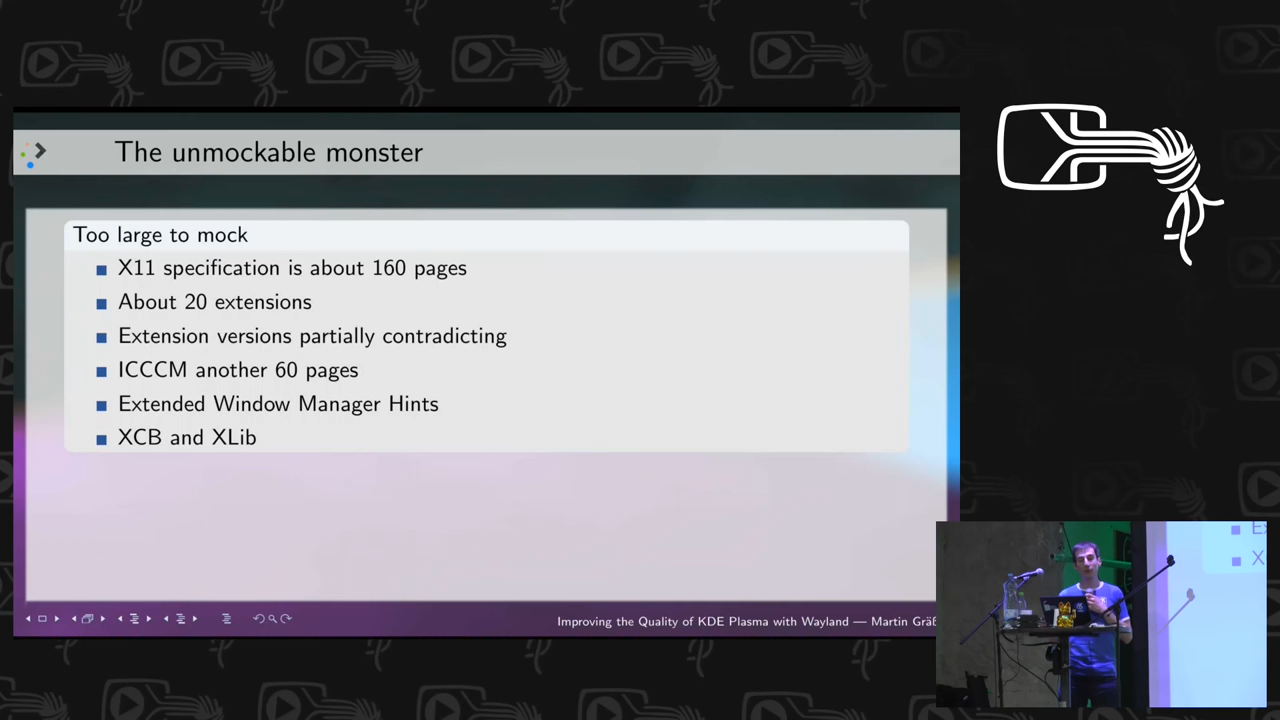 The unmockable monster
Too large to mock
X11 specification is about 160 pages
About 20 extensions
Extension versions partially contradicting
ICCCM another 60 pages
Extended Window Manager Hints
XCB and XLib
Improving the Quality of KDE Plasma with Wayland — Martin Gräß